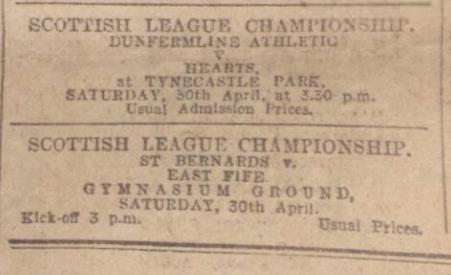 SCOTTISH LEAGUE CHAMPIONSHIP.
DUNFERMLINE ATHLETIC
V
HEARTS,
at TYNECASTLE PARK,
SATURDAY, 30th April, at 3.30 p.m.
Usual Admission Prices.
SCOTTISH LEAGUE CHAMPIONSHIP.
ST BERNARDS v.
EAST FIFE
GYMNASIUM GROUND,
SATURDAY, 30th April.
Kick-off 3 p.m. Usual Prices.